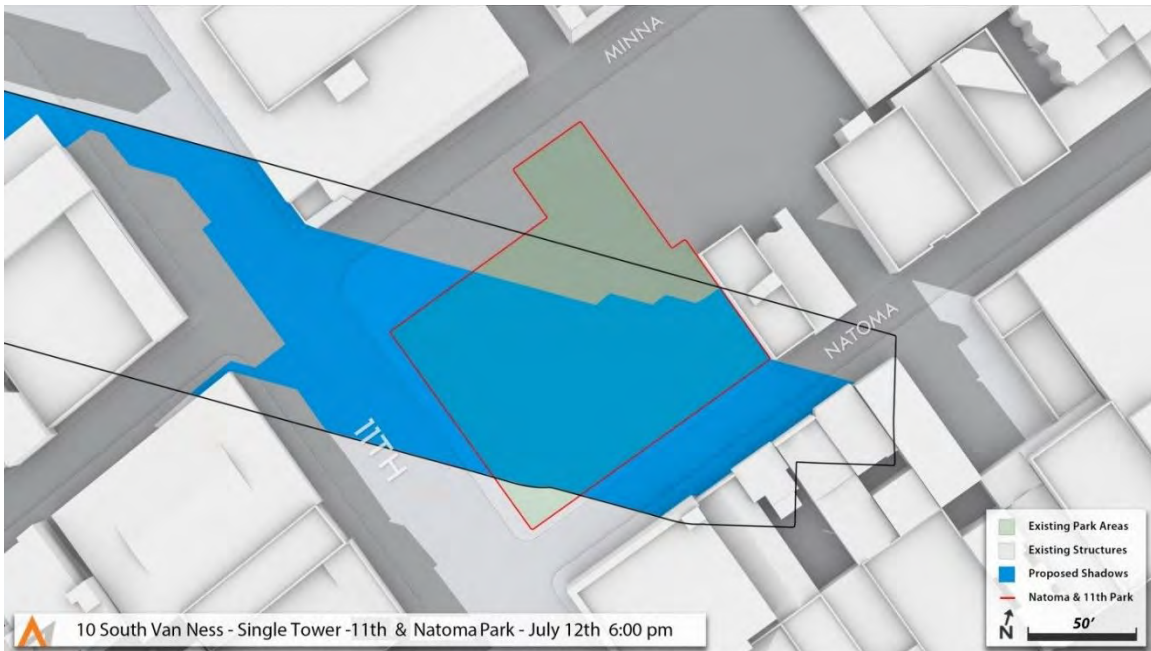 MINNA
NATOMA
11TH
Existing Park Areas
Existing Structures
Proposed Shadows
Natoma & 11th Park
N
50'
10 South Van Ness - Single Tower -11th & Natoma Park - July 12th 6:00 pm